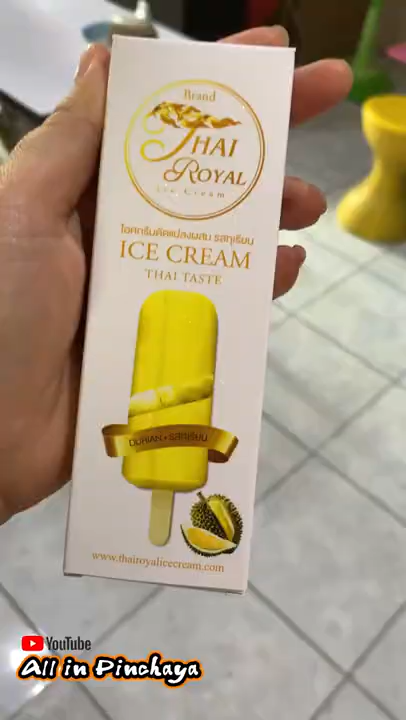 Brand
THAI
ROYAL
Ice Cream
ไอศกรีมดัดแปลงผสม รสทุเรียน
ICE CREAM
THAI TASTE
DURIAN • รสทุเรียน
www.thairoyalicecream.com
YouTube
All in Pinchaya